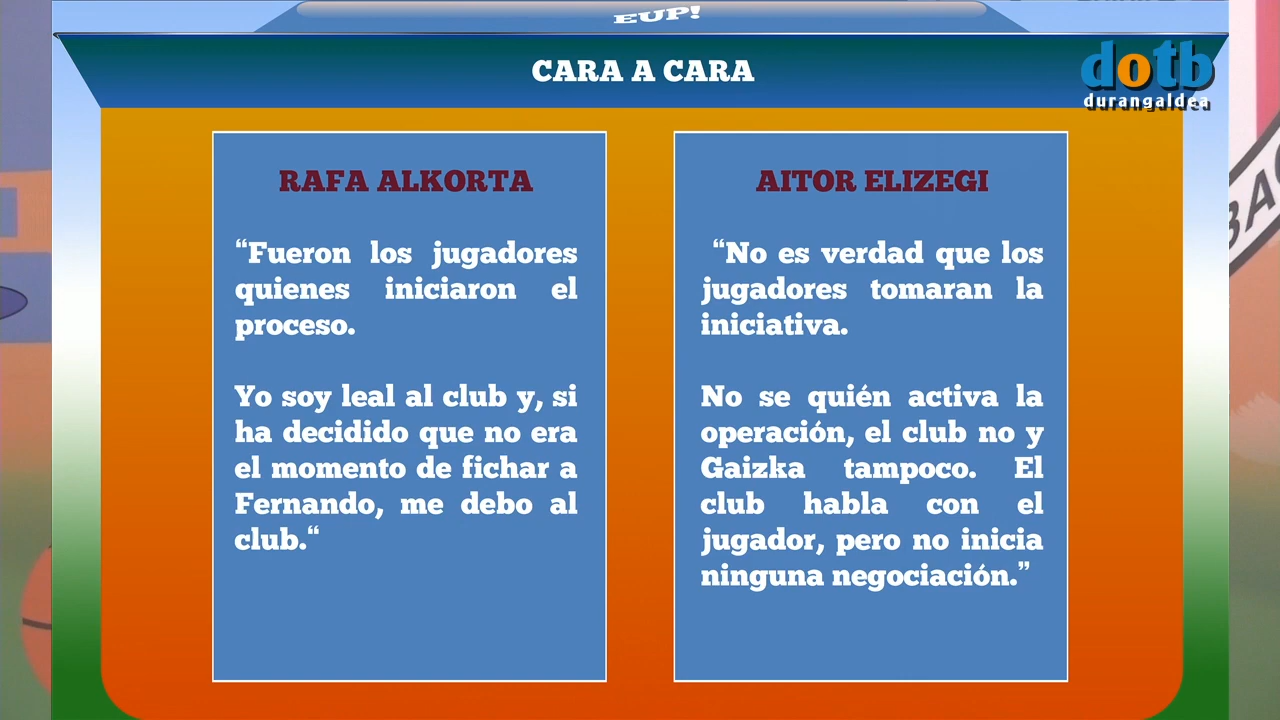 EUP!
CARA A CARA
dotb
durangaldea
RAFA ALKORTA
“Fueron los jugadores
quienes iniciaron el
proceso.
Yo soy leal al club y, si
ha decidido que no era
el momento de fichar a
Fernando, me debo al
club.“
AITOR ELIZEGI
“No es verdad que los
jugadores tomaran la
iniciativa.
No se quién activa la
operación, el club no y
Gaizka tampoco. El
club habla con el
jugador, pero no inicia
ninguna negociación.”